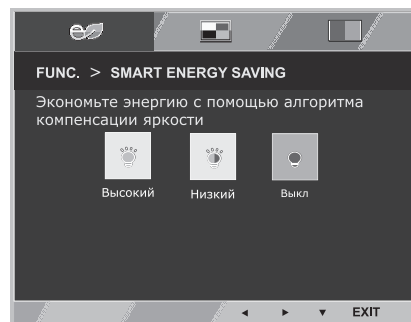 FUNC. > SMART ENERGY SAVING
Экономьте энергию с помощью алгоритма
компенсации яркости
Высокий Низкий Выкл
EXIT